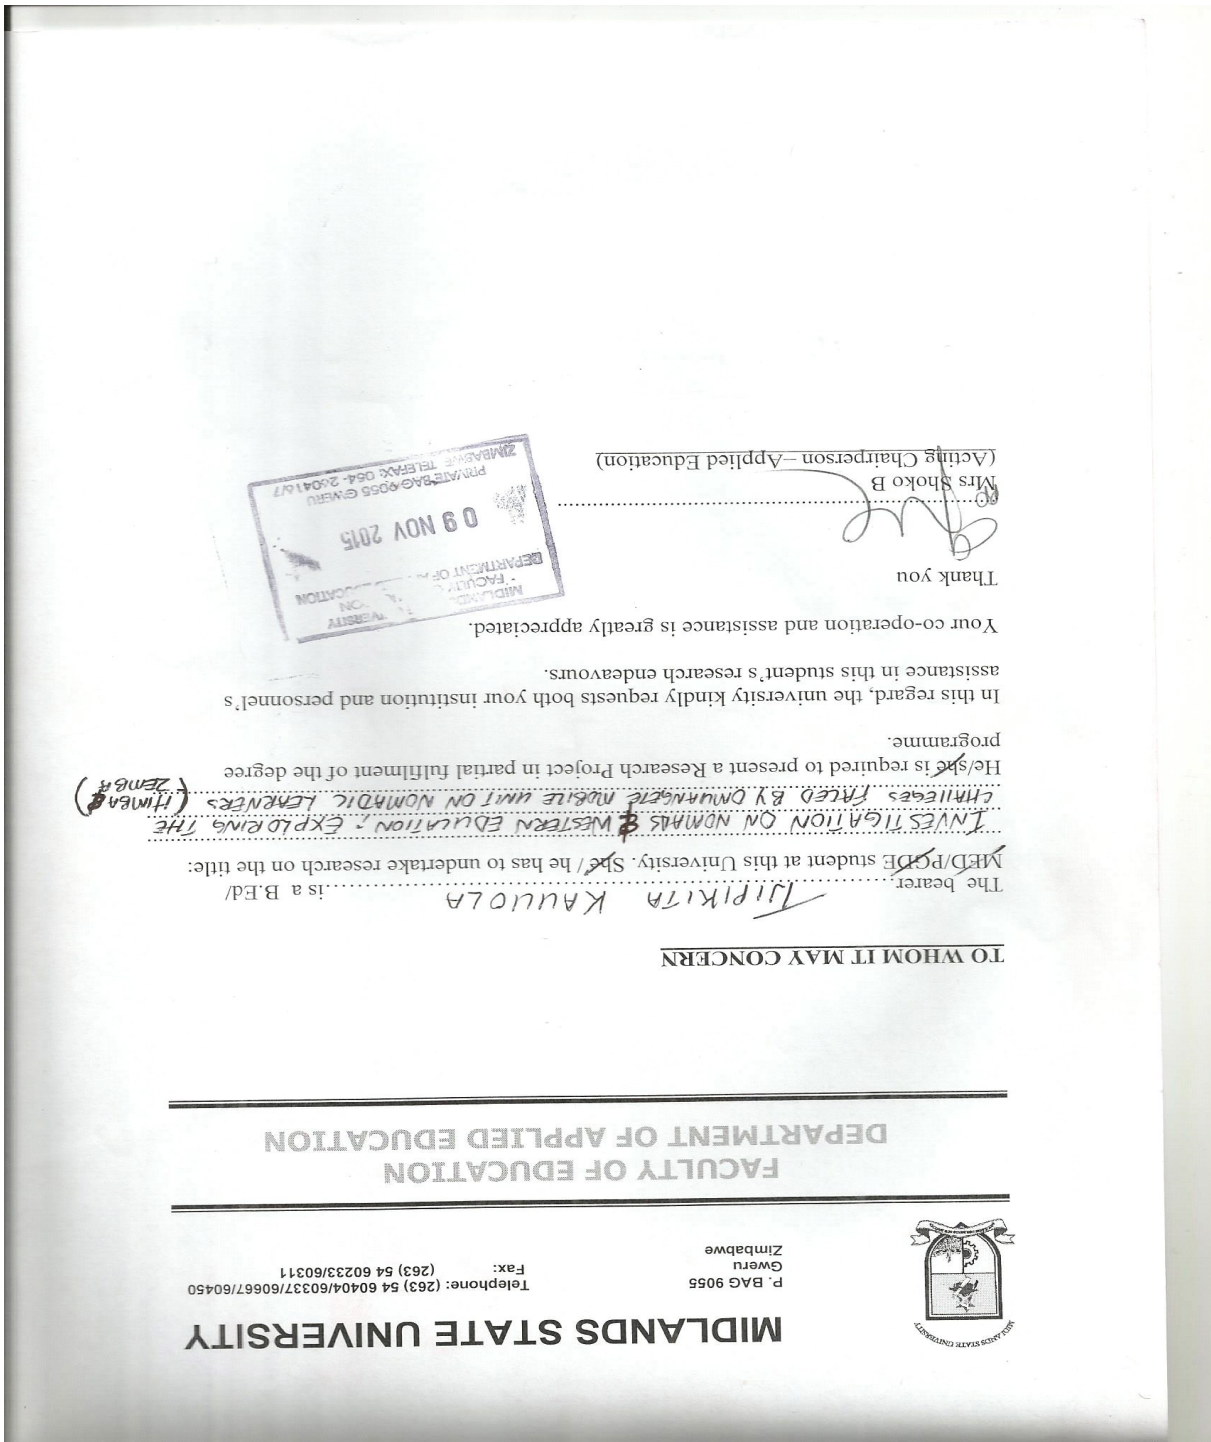 MIDLANDS STATE UNIVERSITY
MIDLANDS STATE UNIVERSITY
P. BAG 9055
Gweru
Zimbabwe
Telephone: (263) 54 60404/60337/60667/60450
Fax: (263) 54 60233/60311
FACULTY OF EDUCATION
DEPARTMENT OF APPLIED EDUCATION
TO WHOM IT MAY CONCERN
The bearer TJIPIKITA KAUUOLA is a B.Ed/
MED/PGDE student at this University. She / he has to undertake research on the title:
INVESTIGATION ON NOMADS & WESTERN EDUCATION; EXPLORING THE
CHALLEGES FACED BY OMUHANGETE MOBILE UNIT ON NOMADIC LEARNERS (HIMBA &
ZEMBA)
He/she is required to present a Research Project in partial fulfilment of the degree
programme.
In this regard, the university kindly requests both your institution and personnel's
assistance in this student's research endeavours.
Your co-operation and assistance is greatly appreciated.
Thank you
pp
Mrs Shoko B
(Acting Chairperson –Applied Education)
MIDLANDS VERSITY
FACULTY ON
DEPARTMENT OF EDUCATION
09 NOV 2015
PRIVATE BAG 9055 GWERU
ZIMBABWE TELEFAX: 054- 260416/7